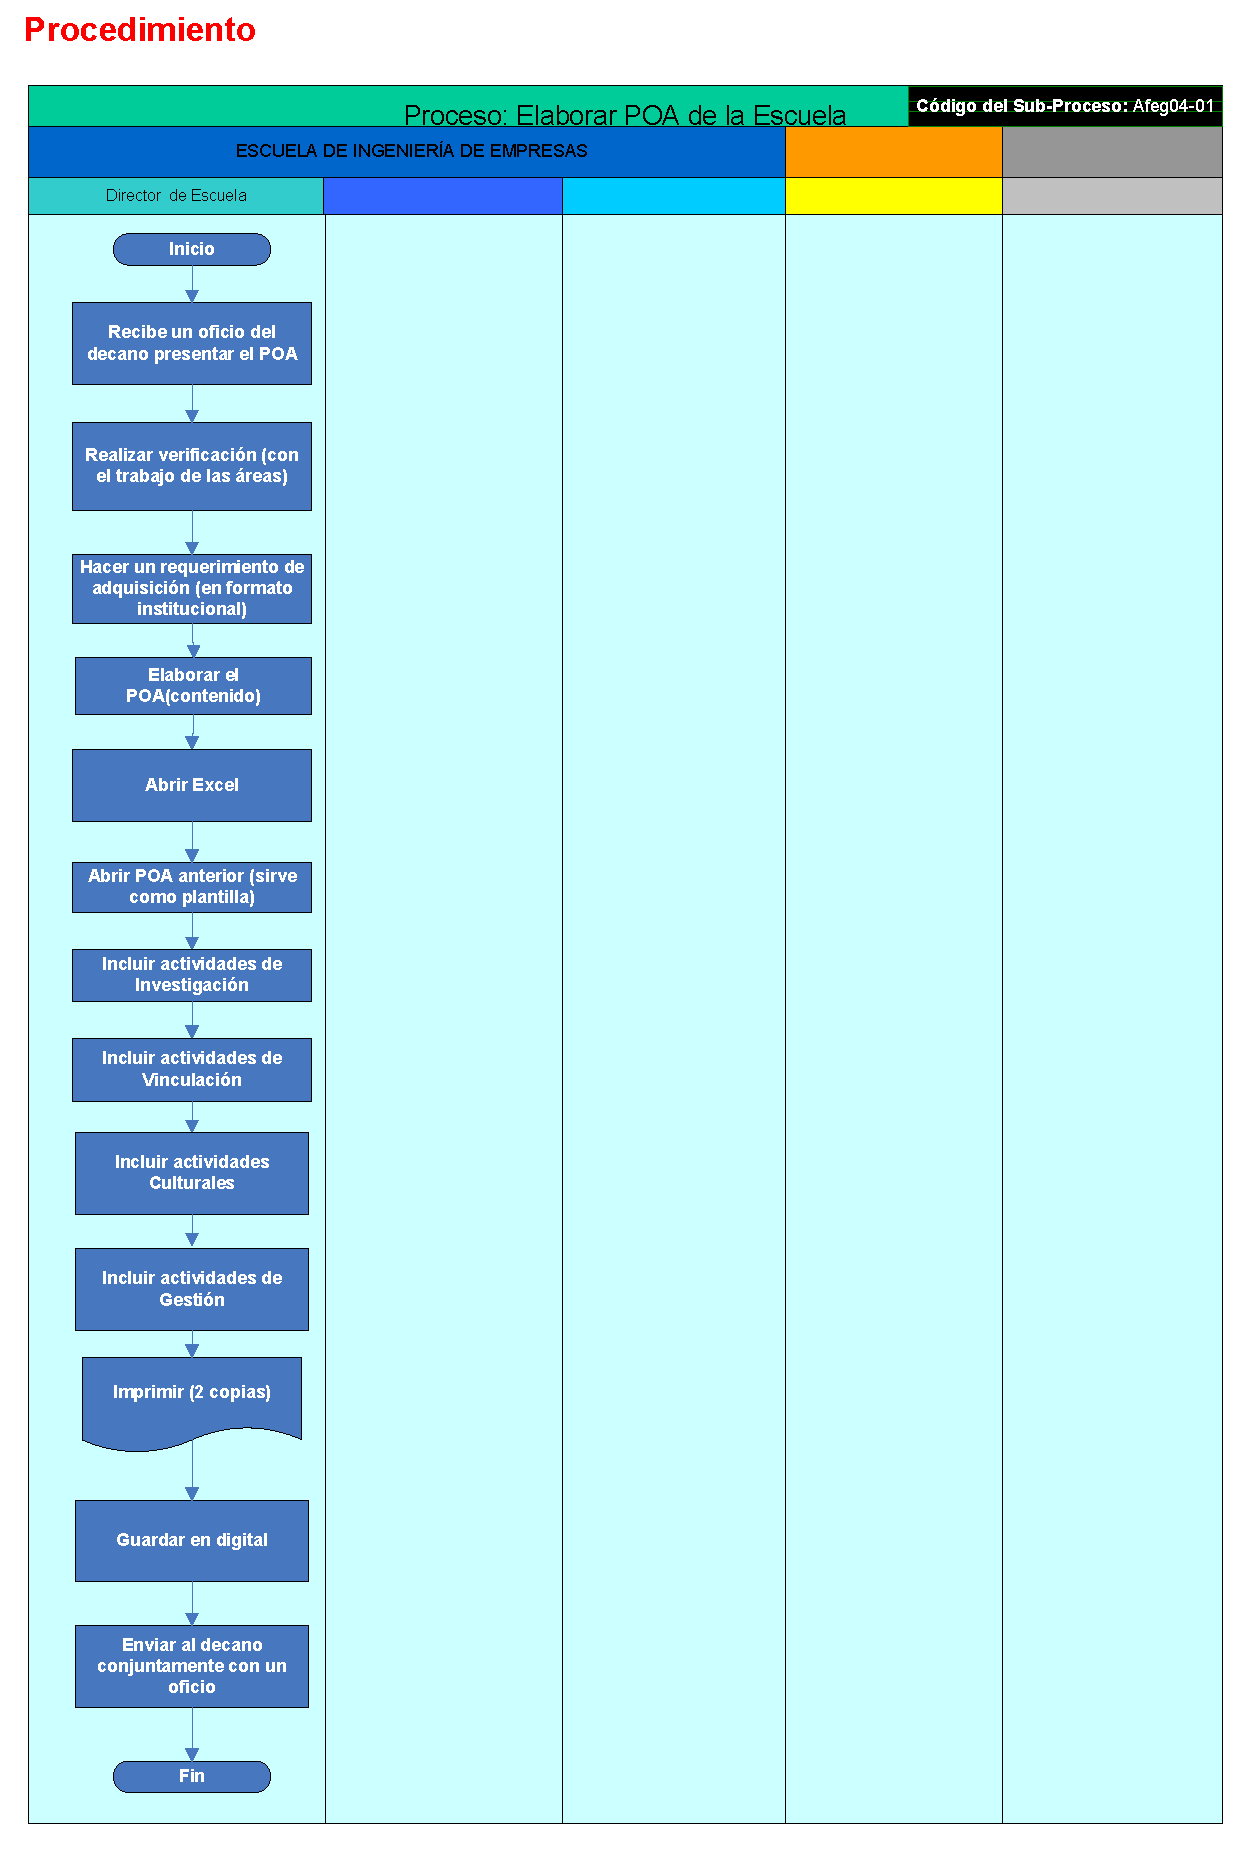 Procedimiento
Proceso: Elaborar POA de la Escuela
Código del Sub-Proceso: Afeg04-01
ESCUELA DE INGENIERÍA DE EMPRESAS
Director de Escuela
Inicio
Recibe un oficio del
decano presentar el POA
Realizar verificación (con
el trabajo de las áreas)
Hacer un requerimiento de
adquisición (en formato
institucional)
Elaborar el
POA(contenido)
Abrir Excel
Abrir POA anterior (sirve
como plantilla)
Incluir actividades de
Investigación
Incluir actividades de
Vinculación
Incluir actividades
Culturales
Incluir actividades de
Gestión
Imprimir (2 copias)
Guardar en digital
Enviar al decano
conjuntamente con un
oficio
Fin